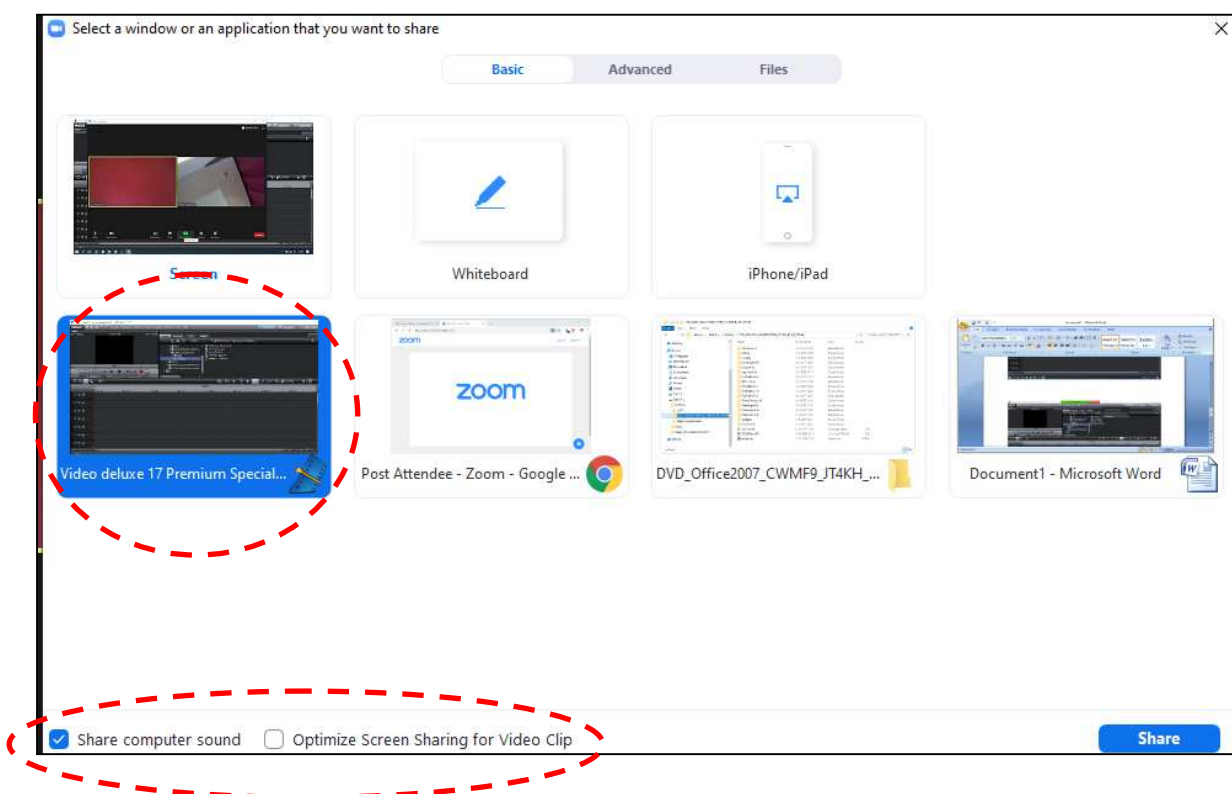 Select a window or an application that you want to share
Basic Advanced Files
Screen Whiteboard iPhone/iPad
zoom
zoom
Video deluxe 17 Premium Special... Post Attendee - Zoom - Google ... DVD_Office2007_CWMF9_JT4KH_... Document1 - Microsoft Word
Share computer sound Optimize Screen Sharing for Video Clip Share